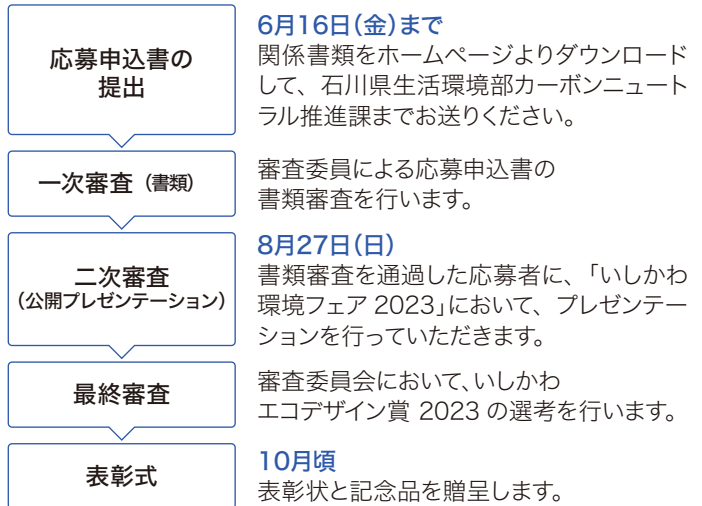 応募申込書の
提出
6月16日(金)まで
関係書類をホームページよりダウンロード
して、石川県生活環境部カーボンニュート
ラル推進課までお送りください。
一次審査（書類）
審査委員による応募申込書の
書類審査を行います。
二次審査
（公開プレゼンテーション）
8月27日(日)
書類審査を通過した応募者に、「いしかわ
環境フェア 2023」において、プレゼンテー
ションを行っていただきます。
最終審査
審査委員会において、いしかわ
エコデザイン賞 2023 の選考を行います。
表彰式
10月頃
表彰状と記念品を贈呈します。